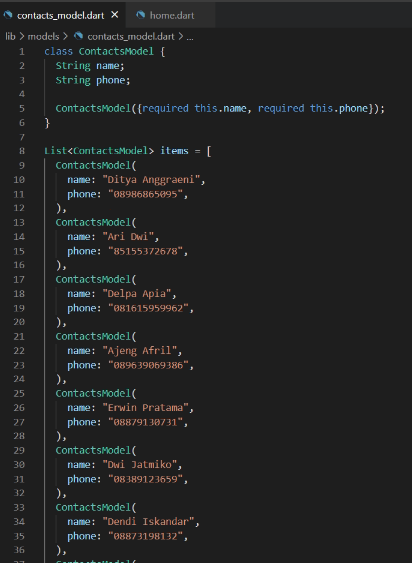 contacts_model.dart × home.dart
lib > models > contacts_model.dart > ...
1 class ContactsModel {
2 String name;
3 String phone;
4
5 ContactsModel({required this.name, required this.phone});
6 }
7
8 List<ContactsModel> items = [
9 ContactsModel(
10 name: "Ditya Anggraeni",
11 phone: "08986865095",
12 ),
13 ContactsModel(
14 name: "Ari Dwi",
15 phone: "85155372678",
16 ),
17 ContactsModel(
18 name: "Delpa Apia",
19 phone: "081615959962",
20 ),
21 ContactsModel(
22 name: "Ajeng Afril",
23 phone: "089639069386",
24 ),
25 ContactsModel(
26 name: "Erwin Pratama",
27 phone: "08879130731",
28 ),
29 ContactsModel(
30 name: "Dwi Jatmiko",
31 phone: "08389123659",
32 ),
33 ContactsModel(
34 name: "Dendi Iskandar",
35 phone: "08873198132",
36 ),